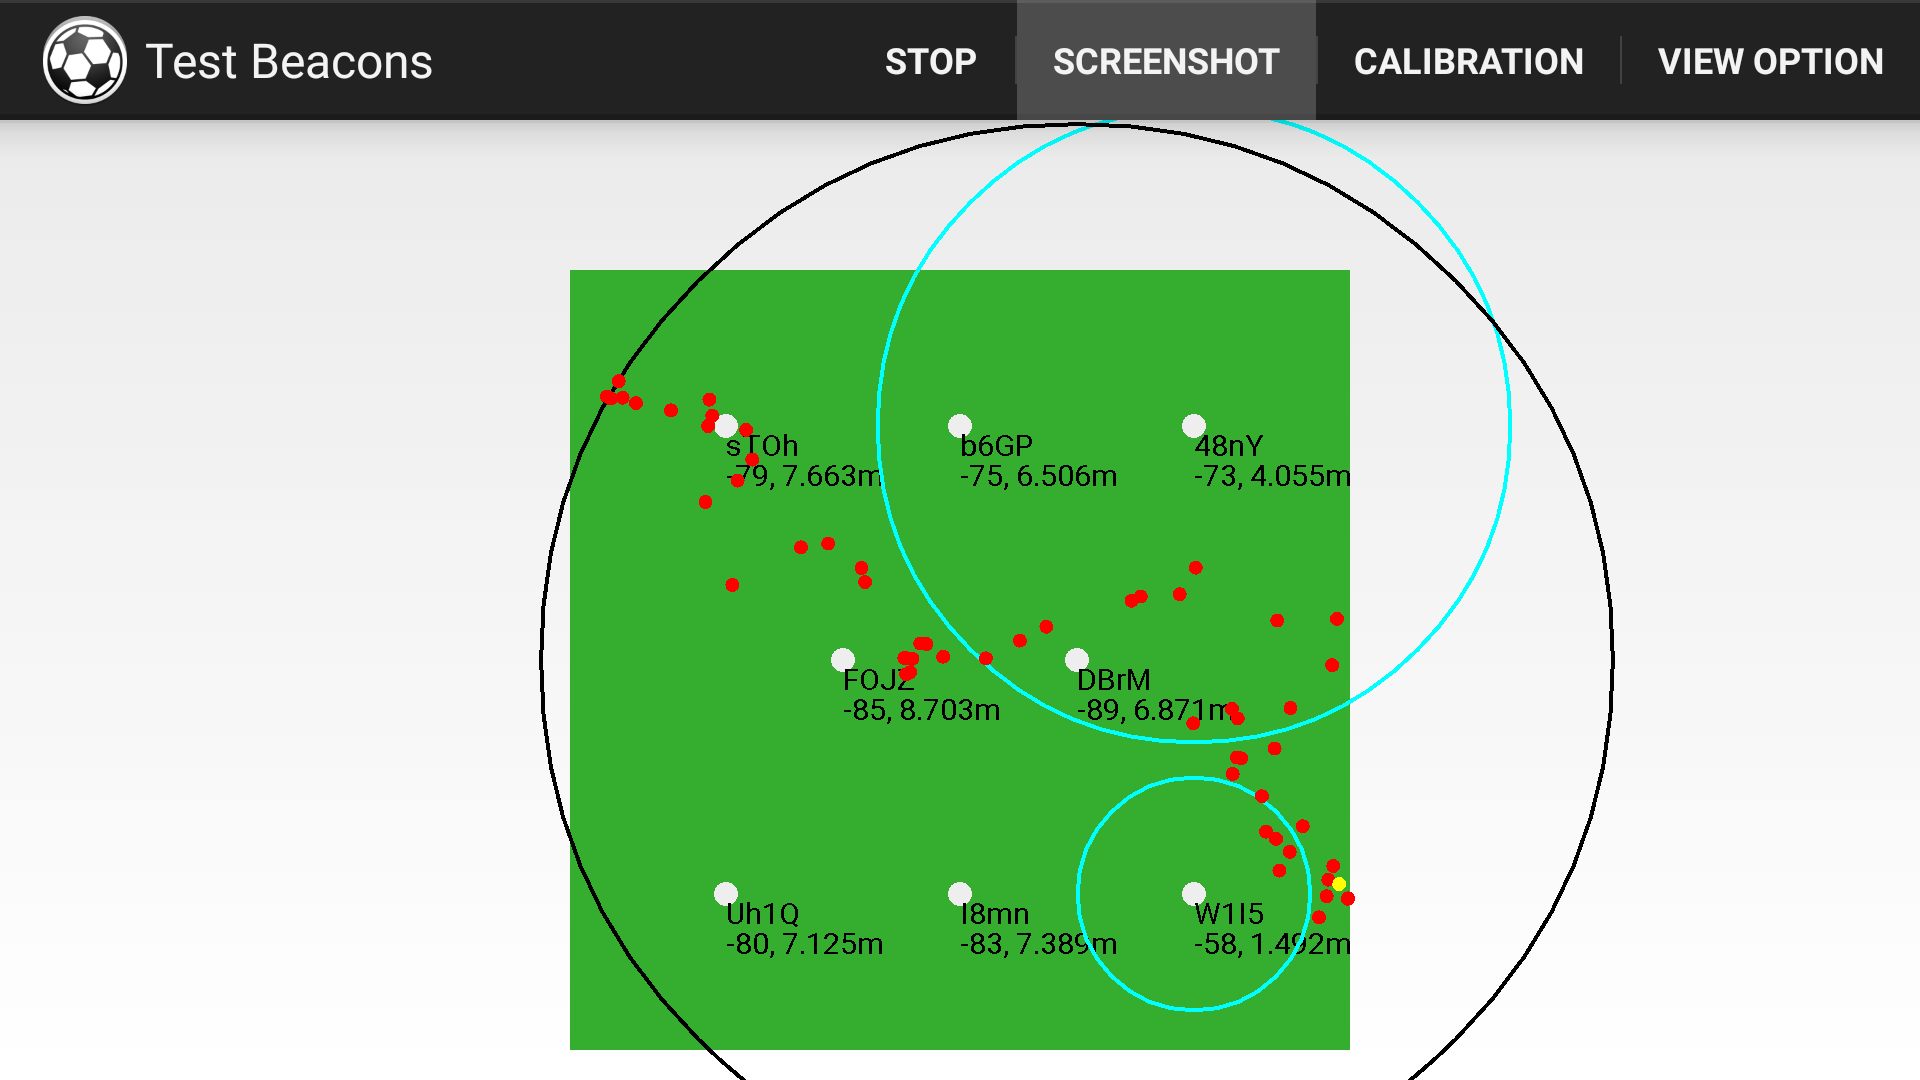 Test Beacons
STOP
SCREENSHOT
CALIBRATION
VIEW OPTION
sTOh
-79, 7.663m
b6GP
-75, 6.506m
48nY
-73, 4.055m
FOJZ
-85, 8.703m
DBrM
-89, 6.871m
Uh1Q
-80, 7.125m
I8mn
-83, 7.389m
W1I5
-58, 1.492m